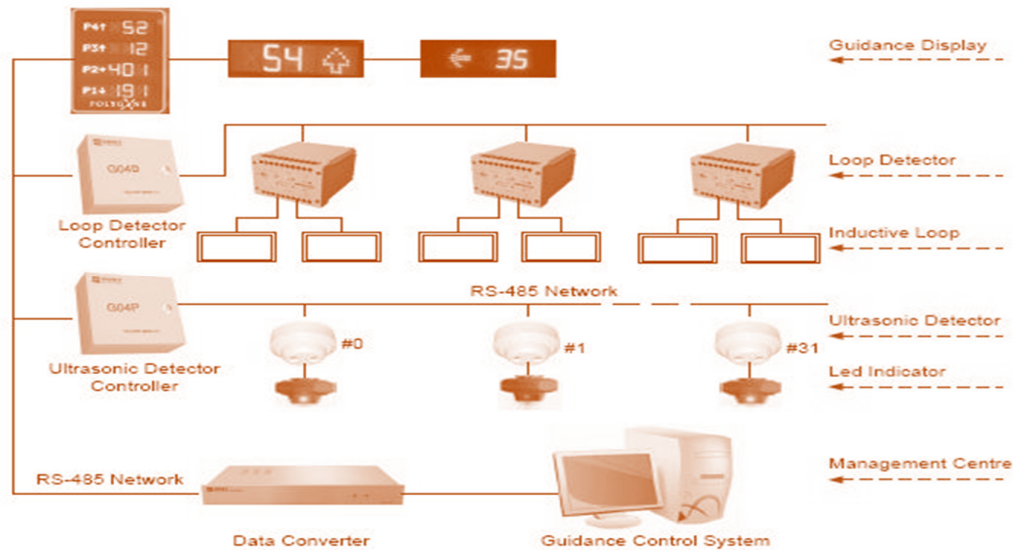 P4↑ 52
P3↑ 12
P2→ 401
P1↓ 191
54
35
Guidance Display
G04D
Loop Detector
Controller
Loop Detector
Inductive Loop
RS-485 Network
G04P
Ultrasonic Detector
Controller
#0
#1
#31
Ultrasonic Detector
Led Indicator
RS-485 Network
Management Centre
Data Converter
Guidance Control System